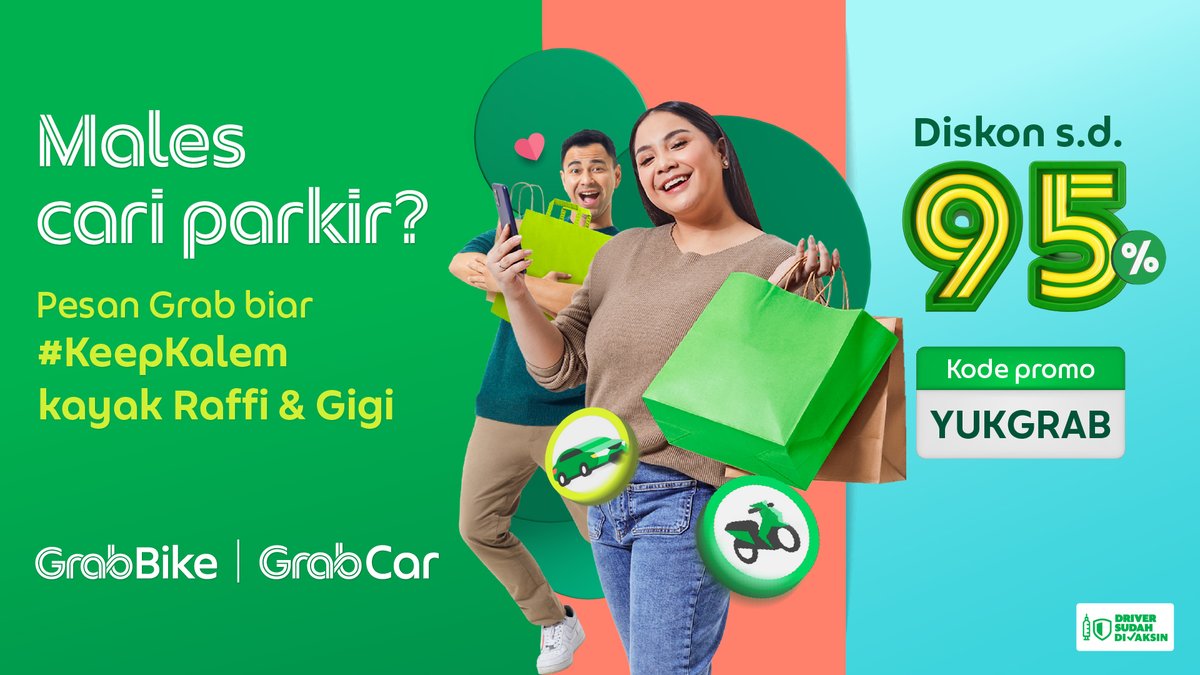 Males
cari parkir?
Pesan Grab biar
#KeepKalem
kayak Raffi & Gigi
GrabBike | GrabCar
Diskon s.d.
95%
Kode promo
YUKGRAB
DRIVER
SUDAH
DIVAKSIN